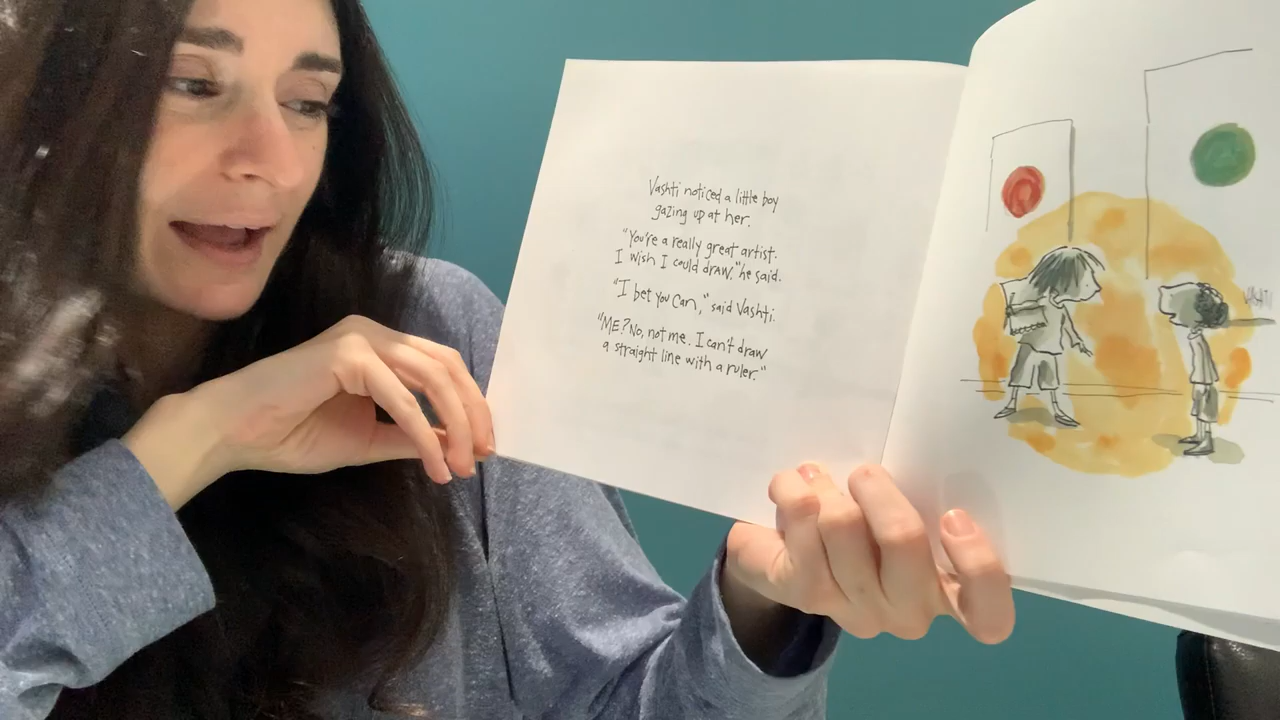 Vashti noticed a little boy
gazing up at her.
"You're a really great artist.
I wish I could draw," he said.
"I bet you can," said Vashti.
"ME? No, not me. I can't draw
a straight line with a ruler."
VASHTI